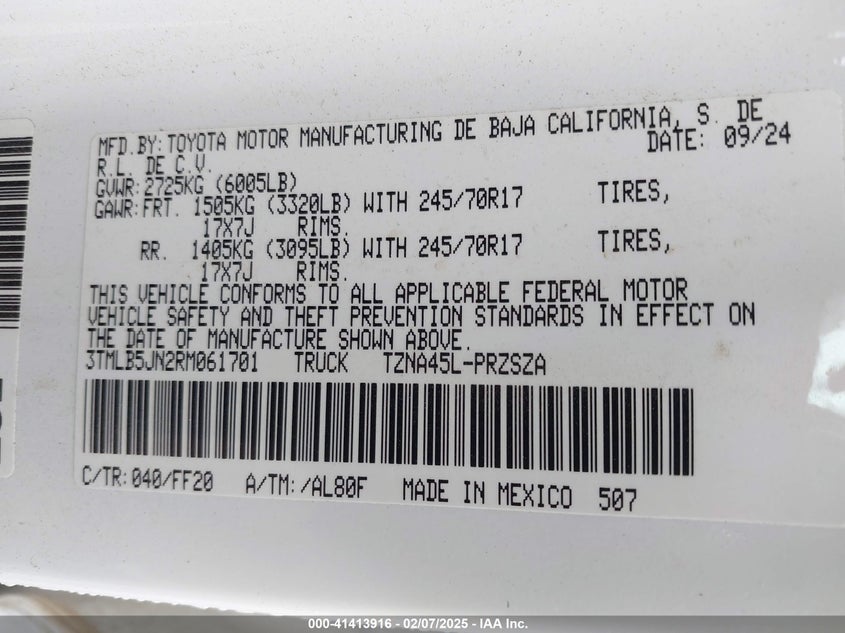 MFD.BY:TOYOTA MOTOR MANUFACTURING DE BAJA CALIFORNIA, S. DE
R.L. DE C.V. DATE: 09/24
GVWR:2725KG (6005LB)
GAWR:FRT. 1505KG (3320LB) WITH 245/70R17 TIRES,
17X7J RIMS.
RR. 1405KG (3095LB) WITH 245/70R17 TIRES,
17X7J RIMS.
THIS VEHICLE CONFORMS TO ALL APPLICABLE FEDERAL MOTOR
VEHICLE SAFETY AND THEFT PREVENTION STANDARDS IN EFFECT ON
THE DATE OF MANUFACTURE SHOWN ABOVE.
3TMLB5JN2RM061701 TRUCK TZNA45L-PRZSZA
C/TR:040/FF20 A/TM:/AL80F MADE IN MEXICO 507
000-41413916 - 02/07/2025 - IAA Inc.